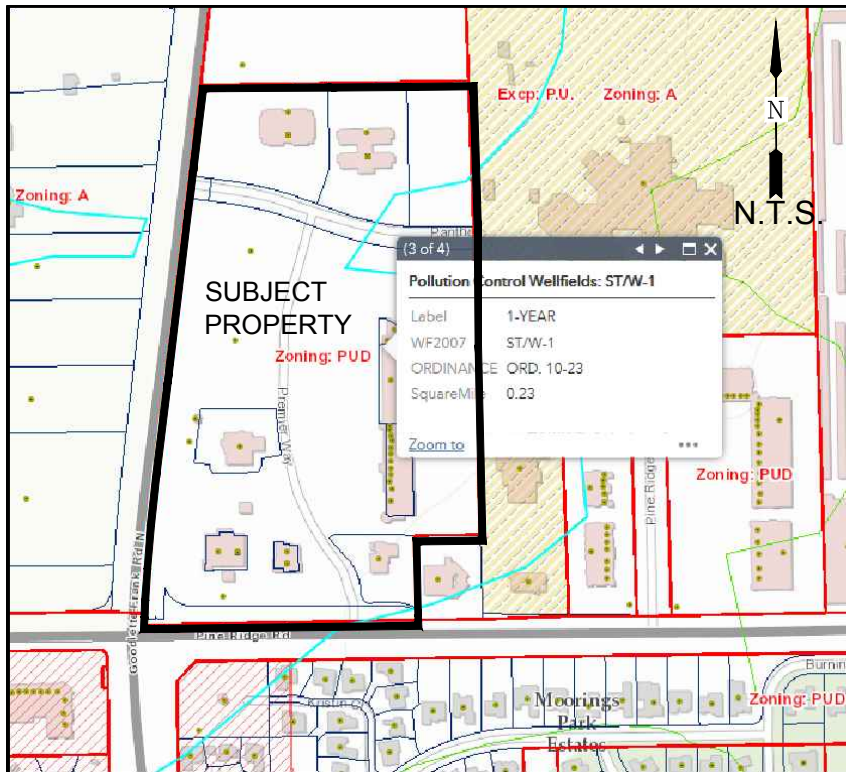 Excp: P.U. Zoning: A
N
N.T.S.
Zoning: A
(3 of 4)
Pollution Control Wellfields: ST/W-1
Label 1-YEAR
WF2007 ST/W-1
ORDINANCE ORD. 10-23
SquareMile 0.23
Zoom to
SUBJECT
PROPERTY
Zoning: PUD
Premier Way
Zoning: PUD
Pine Ridge
Goodlette-Frank Rd N
Pine Ridge Rd
Moorings
Park
Estates
Zoning: PUD